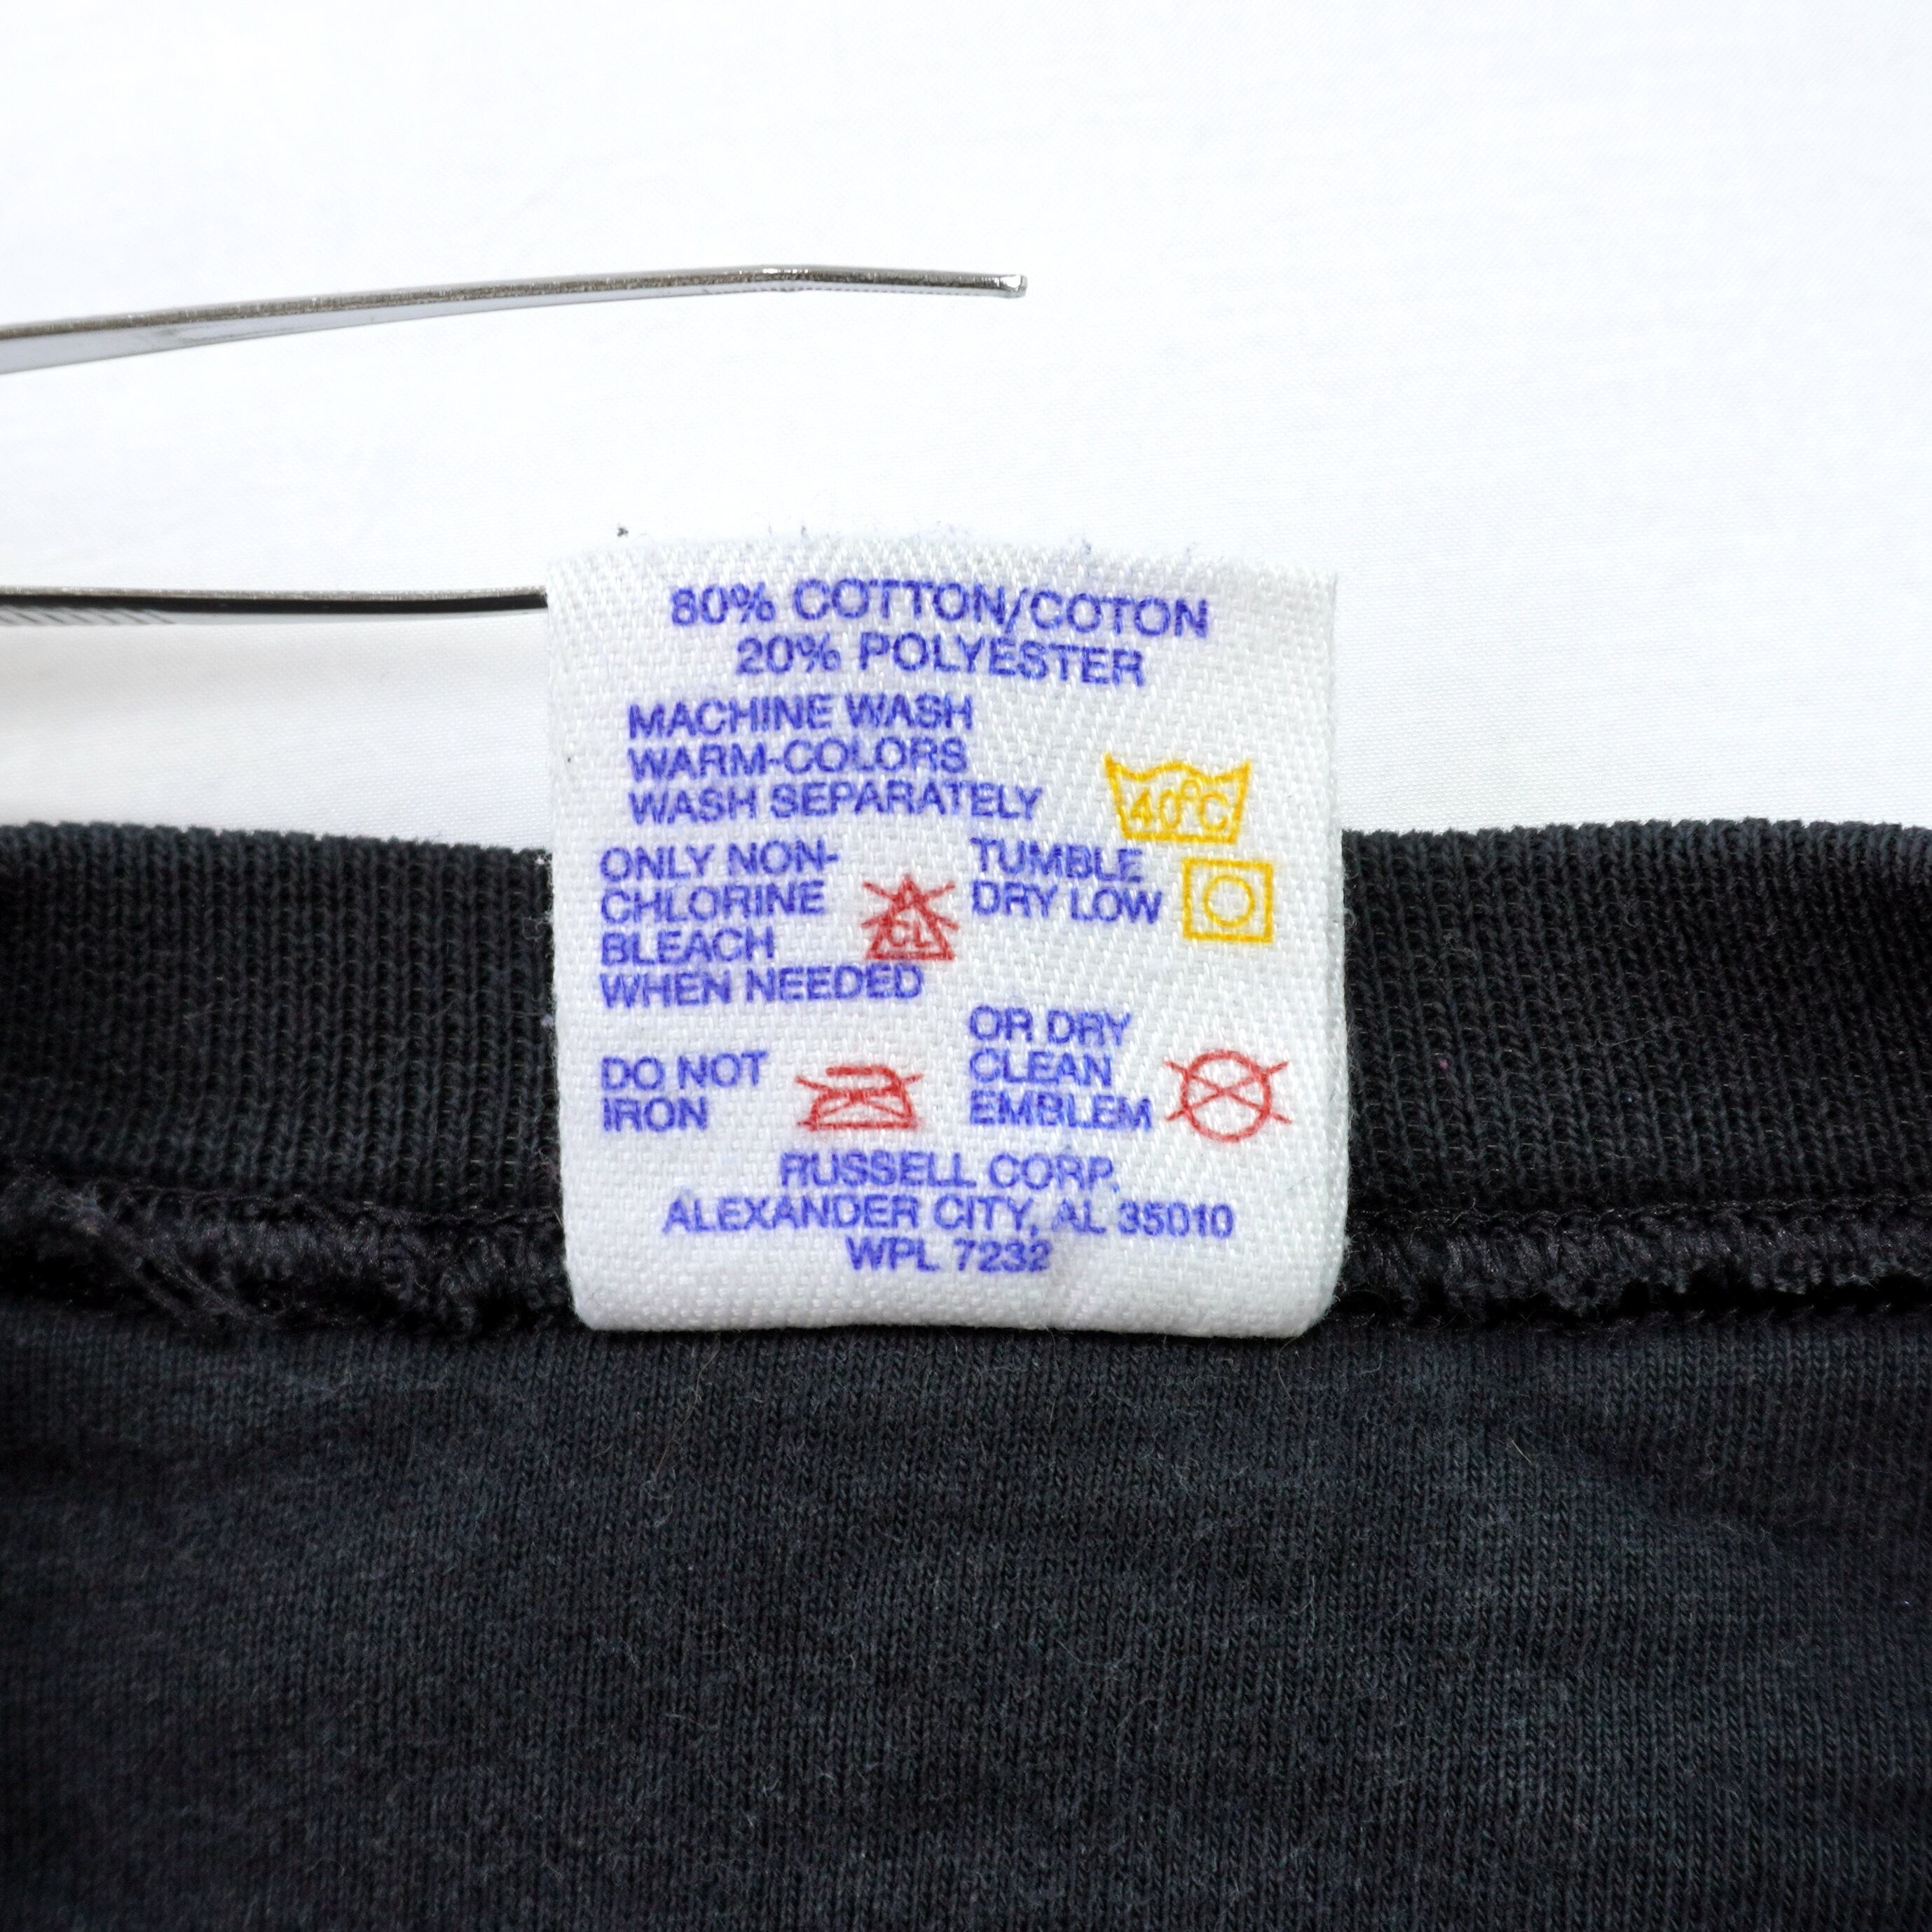 80% COTTON/COTON
20% POLYESTER
MACHINE WASH
WARM-COLORS
WASH SEPARATELY
40°C
ONLY NON-
CHLORINE
BLEACH
WHEN NEEDED
CL
TUMBLE
DRY LOW
DO NOT
IRON
OR DRY
CLEAN
EMBLEM
RUSSELL CORP.
ALEXANDER CITY, AL 35010
WPL 7232